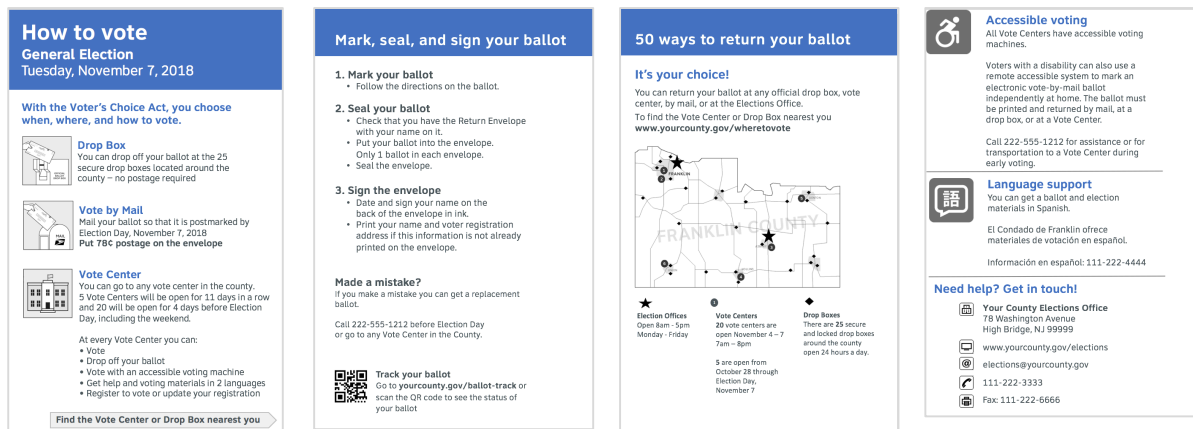 How to vote
General Election
Tuesday, November 7, 2018
With the Voter’s Choice Act, you choose
when, where, and how to vote.
Drop Box
You can drop off your ballot at the 25
secure drop boxes located around the
county – no postage required
Vote by Mail
Mail your ballot so that it is postmarked by
Election Day, November 7, 2018
Put 78C postage on the envelope
MAIL
Vote Center
You can go to any vote center in the county.
5 Vote Centers will be open for 11 days in a row
and 20 will be open for 4 days before Election
Day, including the weekend.
At every Vote Center you can:
• Vote
• Drop off your ballot
• Vote with an accessible voting machine
• Get help and voting materials in 2 languages
• Register to vote or update your registration
Find the Vote Center or Drop Box nearest you
Mark, seal, and sign your ballot
1. Mark your ballot
• Follow the directions on the ballot.
2. Seal your ballot
• Check that you have the Return Envelope
with your name on it.
• Put your ballot into the envelope.
Only 1 ballot in each envelope.
• Seal the envelope.
3. Sign the envelope
• Date and sign your name on the
back of the envelope in ink.
• Print your name and voter registration
address if this information is not already
printed on the envelope.
Made a mistake?
If you make a mistake you can get a replacement
ballot.
Call 222-555-1212 before Election Day
or go to any Vote Center in the County.
Track your ballot
Go to yourcounty.gov/ballot-track or
scan the QR code to see the status of
your ballot
50 ways to return your ballot
It’s your choice!
You can return your ballot at any official drop box, vote
center, by mail, or at the Elections Office.
To find the Vote Center or Drop Box nearest you
www.yourcounty.gov/wheretovote
FRANKLIN
FRANKLIN COUNTY
Election Offices
Open 8am - 5pm
Monday - Friday
Vote Centers
20 vote centers are
open November 4 – 7
7am – 8pm
5 are open from
October 28 through
Election Day,
November 7
Drop Boxes
There are 25 secure
and locked drop boxes
around the county
open 24 hours a day.
Accessible voting
All Vote Centers have accessible voting
machines.
Voters with a disability can also use a
remote accessible system to mark an
electronic vote-by-mail ballot
independently at home. The ballot must
be printed and returned by mail, at a
drop box, or at a Vote Center.
Call 222-555-1212 for assistance or for
transportation to a Vote Center during
early voting.
語
Language support
You can get a ballot and election
materials in Spanish.
El Condado de Franklin ofrece
materiales de votación en español.
Información en español: 111-222-4444
Need help? Get in touch!
Your County Elections Office
78 Washington Avenue
High Bridge, NJ 99999
www.yourcounty.gov/elections
@
elections@yourcounty.gov
111-222-3333
Fax: 111-222-6666